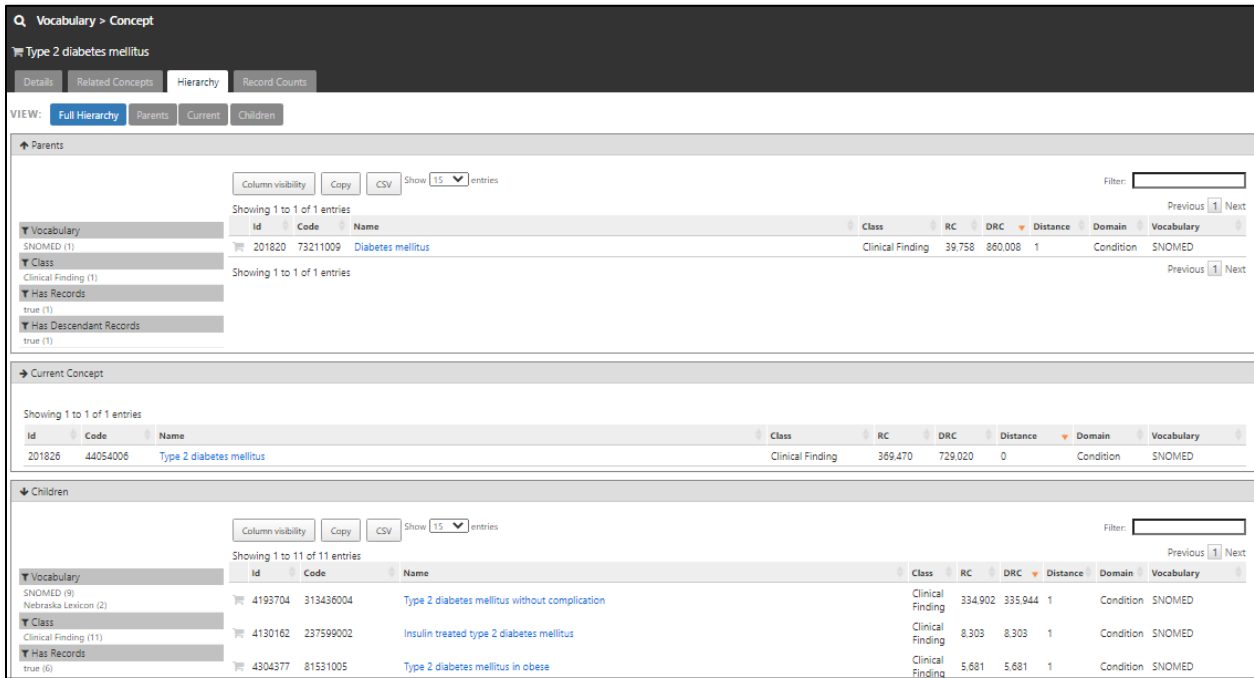 Vocabulary > Concept
Type 2 diabetes mellitus
Details Related Concepts Hierarchy Record Counts
VIEW: Full Hierarchy Parents Current Children
Parents
Column visibility Copy CSV Show 15 entries Filter:
Showing 1 to 1 of 1 entries Previous 1 Next
Vocabulary
SNOMED (1)
Class
Clinical Finding (1)
Has Records
true (1)
Has Descendant Records
true (1)
Id Code Name Class RC DRC Distance Domain Vocabulary
201820 73211009 Diabetes mellitus Clinical Finding 39,758 860,008 1 Condition SNOMED
Showing 1 to 1 of 1 entries Previous 1 Next
Current Concept
Showing 1 to 1 of 1 entries
Id Code Name Class RC DRC Distance Domain Vocabulary
201826 44054006 Type 2 diabetes mellitus Clinical Finding 369,470 729,020 0 Condition SNOMED
Children
Column visibility Copy CSV Show 15 entries Filter:
Showing 1 to 11 of 11 entries Previous 1 Next
Vocabulary
SNOMED (9)
Nebraska Lexicon (2)
Class
Clinical Finding (11)
Has Records
true (6)
Id Code Name Class RC DRC Distance Domain Vocabulary
4193704 313436004 Type 2 diabetes mellitus without complication Clinical Finding 334,902 335,944 1 Condition SNOMED
4130162 237599002 Insulin treated type 2 diabetes mellitus Clinical Finding 8,303 8,303 1 Condition SNOMED
4304377 81531005 Type 2 diabetes mellitus in obese Clinical Finding 5,681 5,681 1 Condition SNOMED